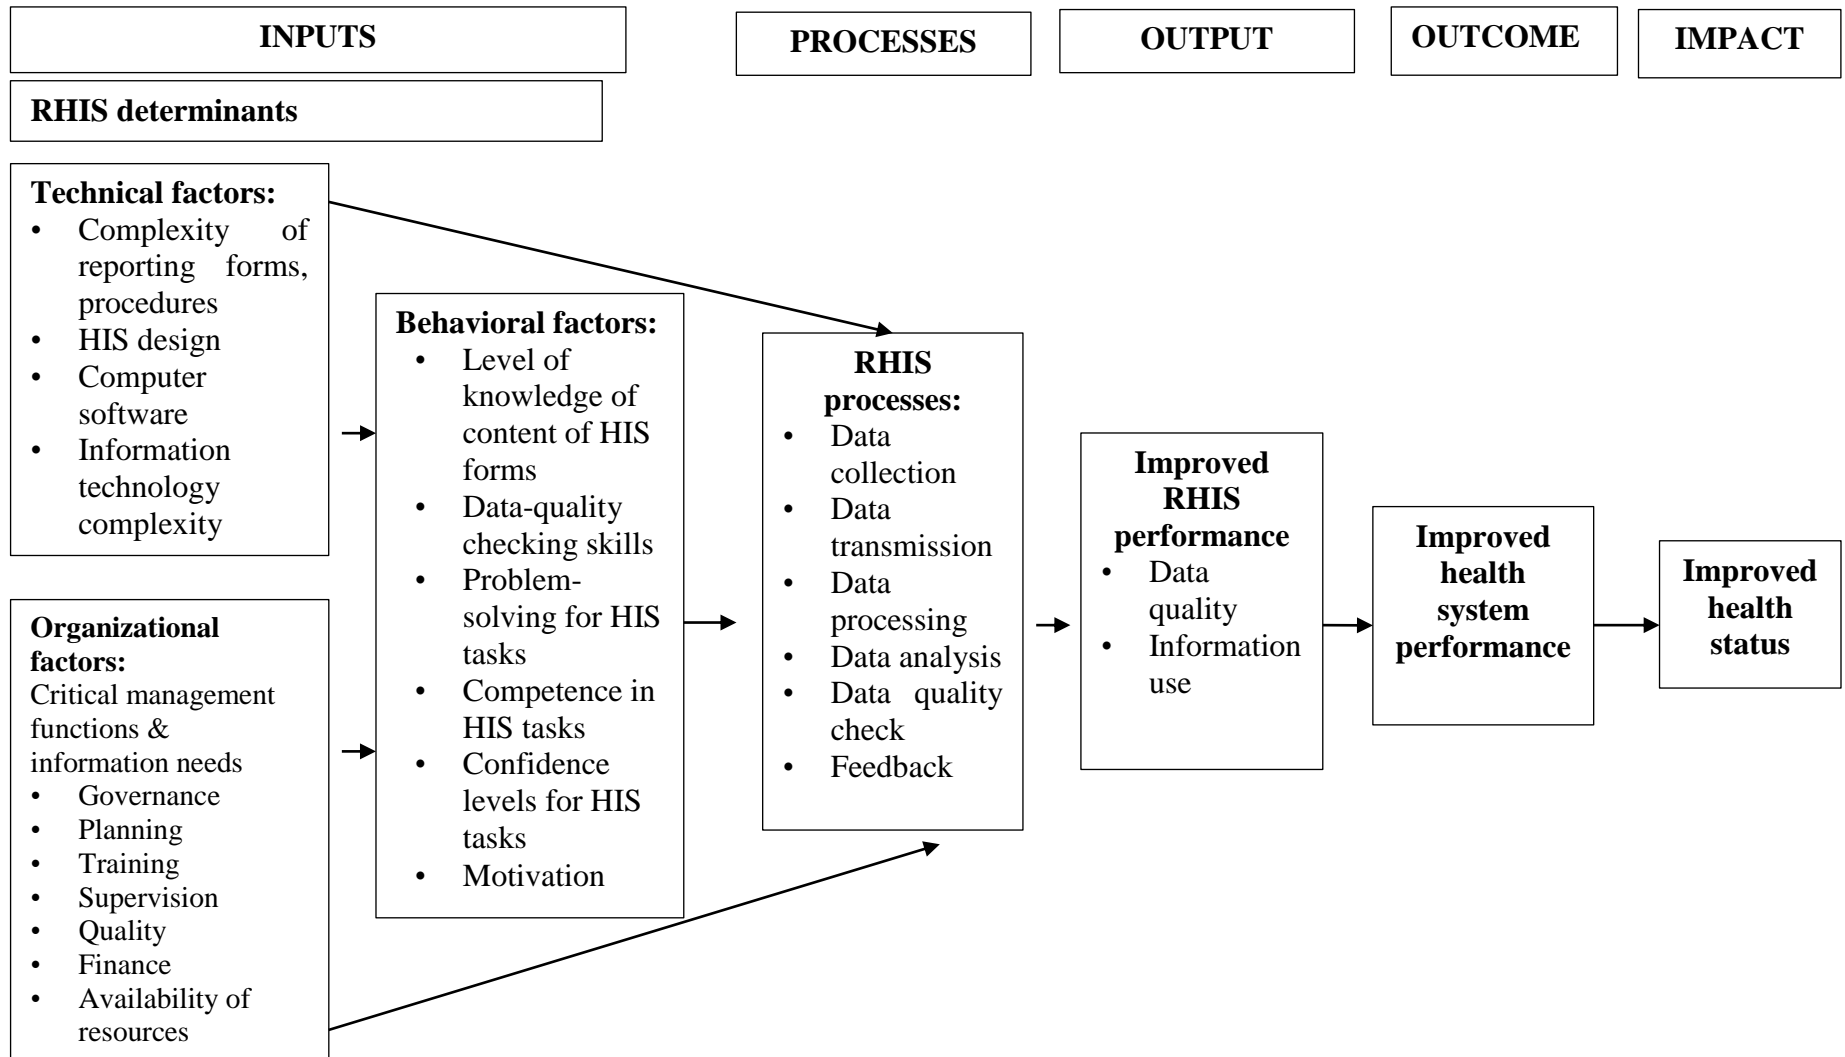 INPUTS
PROCESSES
OUTPUT
OUTCOME
IMPACT
RHIS determinants
Technical factors:
• Complexity of
reporting forms,
procedures
• HIS design
• Computer
software
• Information
technology
complexity
Organizational
factors:
Critical management
functions &
information needs
• Governance
• Planning
• Training
• Supervision
• Quality
• Finance
• Availability of
resources
Behavioral factors:
• Level of
knowledge of
content of HIS
forms
• Data-quality
checking skills
• Problem-
solving for HIS
tasks
• Competence in
HIS tasks
• Confidence
levels for HIS
tasks
• Motivation
RHIS
processes:
• Data
collection
• Data
transmission
• Data
processing
• Data analysis
• Data quality
check
• Feedback
Improved
RHIS
performance
• Data
quality
• Information
use
Improved
health
system
performance
Improved
health
status